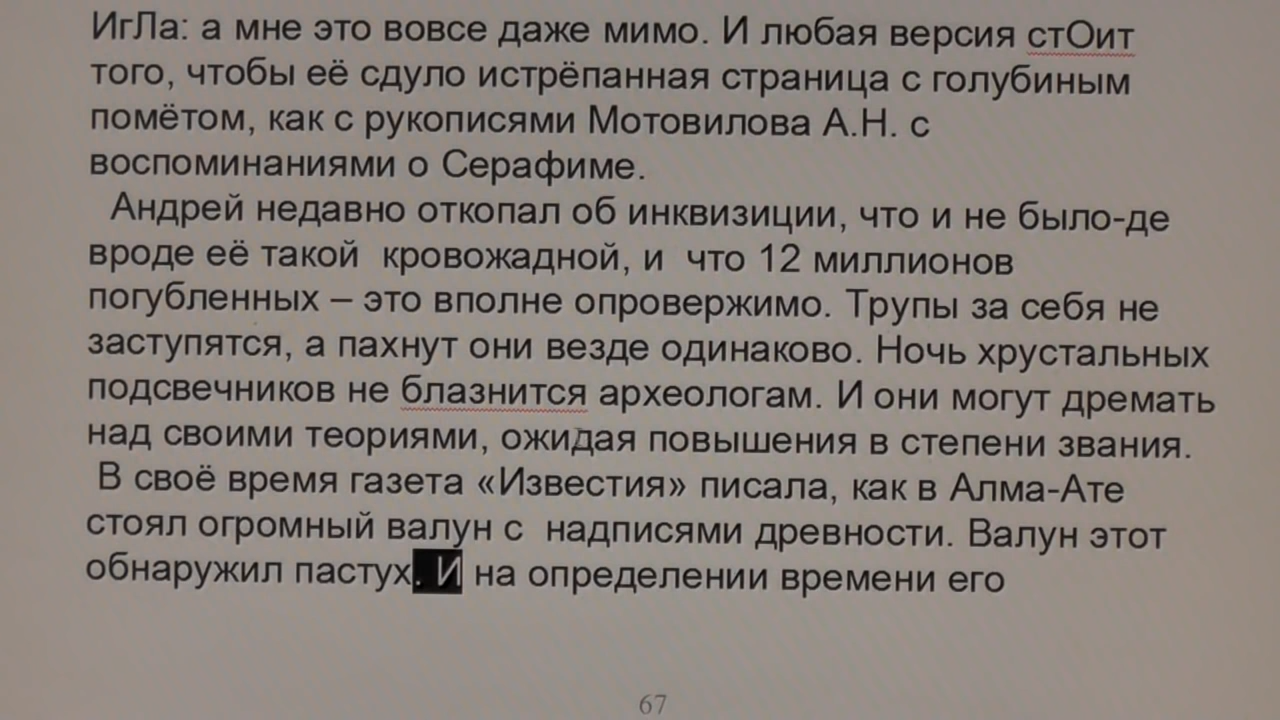 ИгЛа: а мне это вовсе даже мимо. И любая версия стОит
того, чтобы её сдуло истрёпанная страница с голубиным
помётом, как с рукописями Мотовилова А.Н. с
воспоминаниями о Серафиме.
Андрей недавно откопал об инквизиции, что и не было-де
вроде её такой  кровожадной, и  что 12 миллионов
погубленных – это вполне опровержимо. Трупы за себя не
заступятся, а пахнут они везде одинаково. Ночь хрустальных
подсвечников не блазнится археологам. И они могут дремать
над своими теориями, ожидая повышения в степени звания.
В своё время газета «Известия» писала, как в Алма-Ате
стоял огромный валун с  надписями древности. Валун этот
обнаружил пастух. И на определении времени его
67